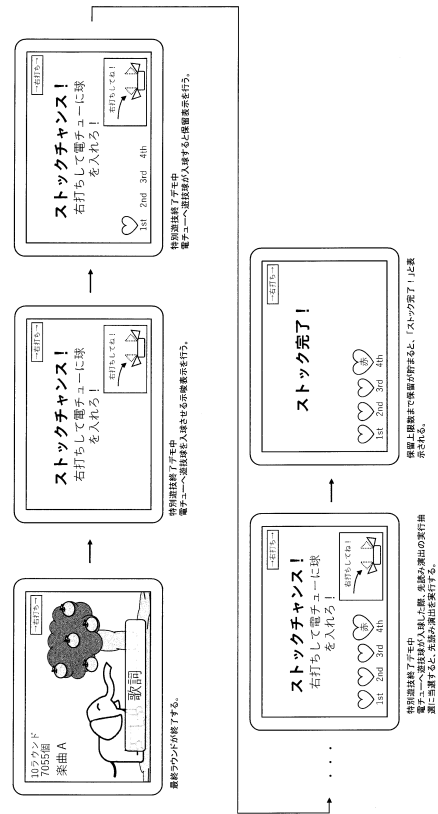 →右打ち→
10ラウンド
7055個
楽曲 A
歌詞
最終ラウンドが終了する。
→右打ち→
ストックチャンス！
右打ちして電チューに球
を入れろ！
右打ちしてね！
特別遊技終了デモ中
電チューへ遊技球を入球させる示唆表示を行う。
→右打ち→
ストックチャンス！
右打ちして電チューに球
を入れろ！
右打ちしてね！
1st 2nd 3rd 4th
特別遊技終了デモ中
電チューへ遊技球が入球すると保留表示を行う。
→右打ち→
ストックチャンス！
右打ちして電チューに球
を入れろ！
右打ちしてね！
赤
1st 2nd 3rd 4th
特別遊技終了デモ中
電チューへ遊技球が入球した際、先読み演出の実行抽
選に当選すると、先読み演出を実行する。
→右打ち→
ストック完了！
赤
1st 2nd 3rd 4th
保留上限数まで保留が貯まると、「ストック完了！」と表
示される。